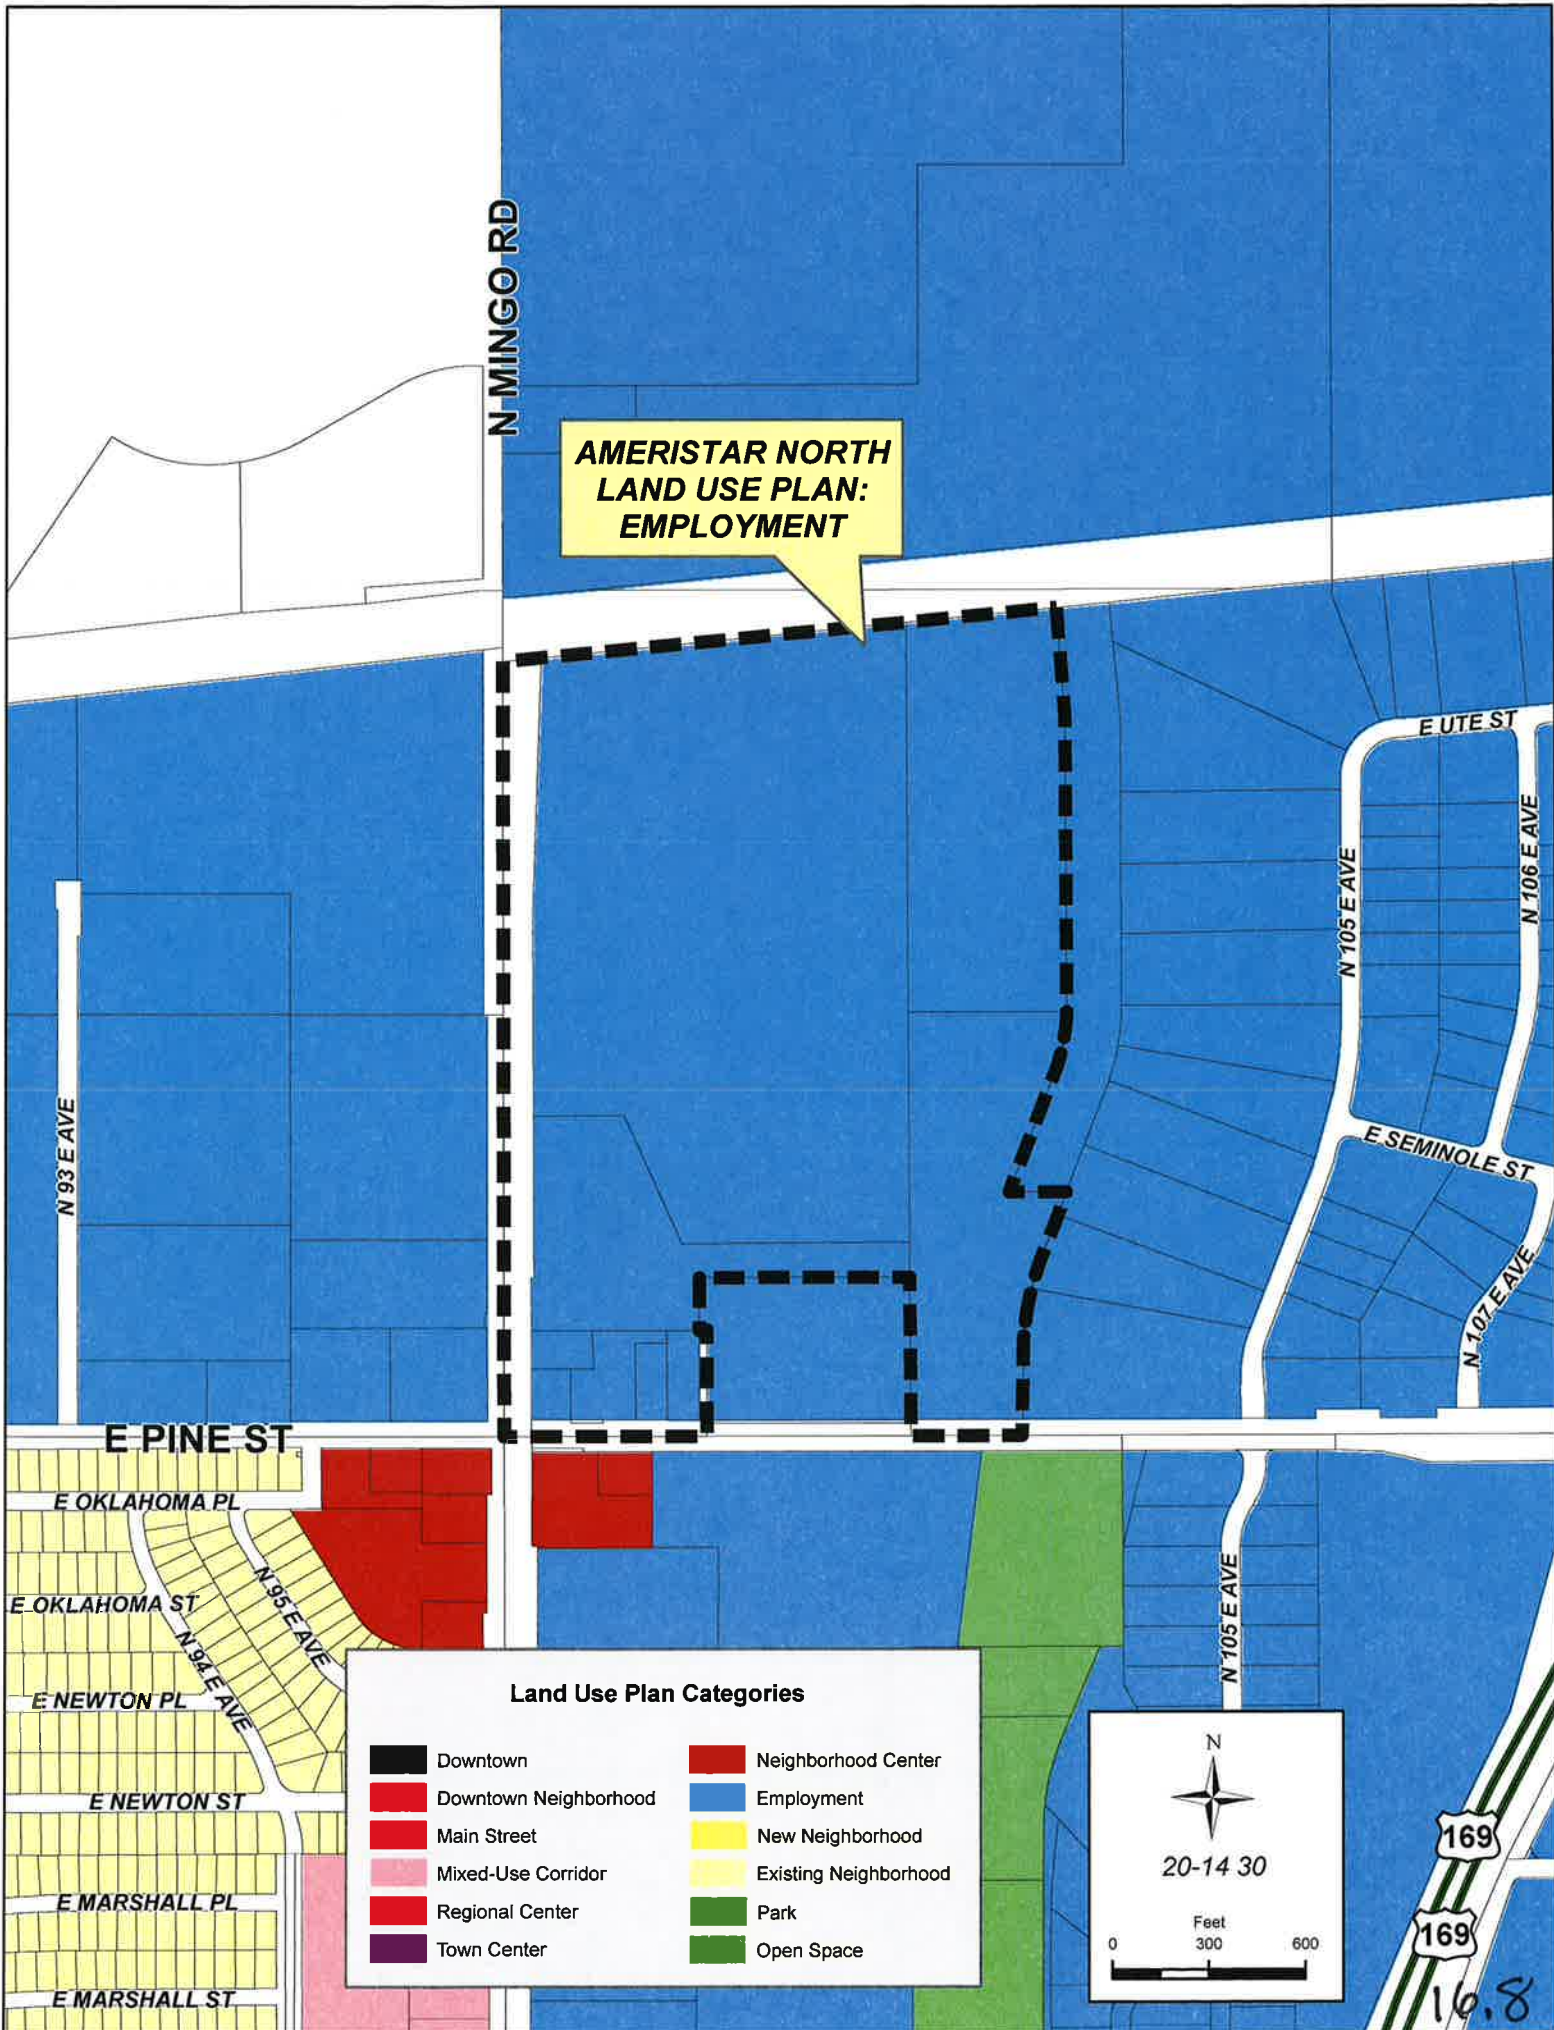 N MINGO RD
AMERISTAR NORTH
LAND USE PLAN:
EMPLOYMENT
E UTE ST
N 106 E AVE
N 105 E AVE
N 93 E AVE
E SEMINOLE ST
N 107 E AVE
E PINE ST
E OKLAHOMA PL
N 95 E AVE
E OKLAHOMA ST
N 94 E AVE
N 105 E AVE
E NEWTON PL
E NEWTON ST
E MARSHALL PL
E MARSHALL ST
Land Use Plan Categories
Downtown
Downtown Neighborhood
Main Street
Mixed-Use Corridor
Regional Center
Town Center
Neighborhood Center
Employment
New Neighborhood
Existing Neighborhood
Park
Open Space
N
20-14 30
Feet
0 300 600
169
169
16.8